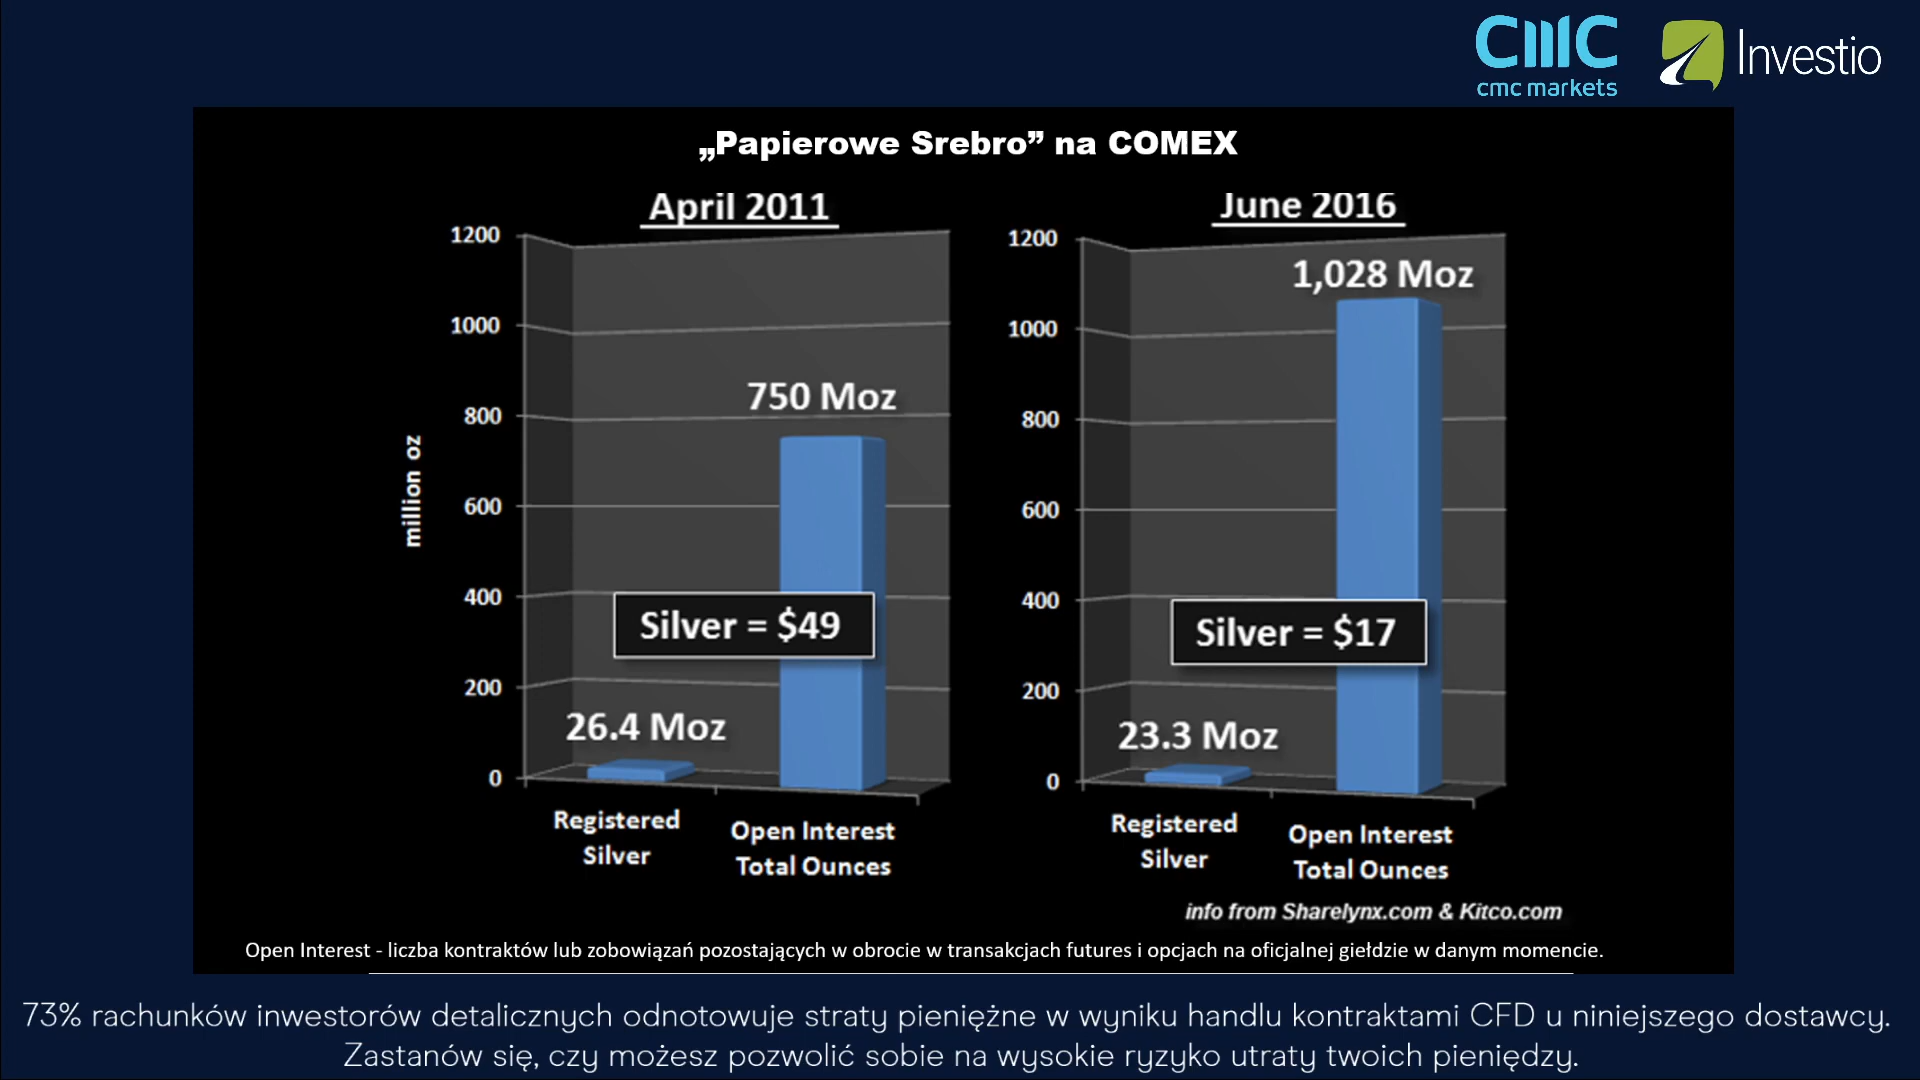 CMC
cmc markets
Investio
„Papierowe Srebro” na COMEX
April 2011
1200
1000
800
600
400
200
0
million oz
750 Moz
Silver = $49
26.4 Moz
Registered
Silver
Open Interest
Total Ounces
June 2016
1200
1000
800
600
400
200
0
1,028 Moz
Silver = $17
23.3 Moz
Registered
Silver
Open Interest
Total Ounces
info from Sharelynx.com & Kitco.com
Open Interest - liczba kontraktów lub zobowiązań pozostających w obrocie w transakcjach futures i opcjach na oficjalnej giełdzie w danym momencie.
73% rachunków inwestorów detalicznych odnotowuje straty pieniężne w wyniku handlu kontraktami CFD u niniejszego dostawcy.
Zastanów się, czy możesz pozwolić sobie na wysokie ryzyko utraty twoich pieniędzy.